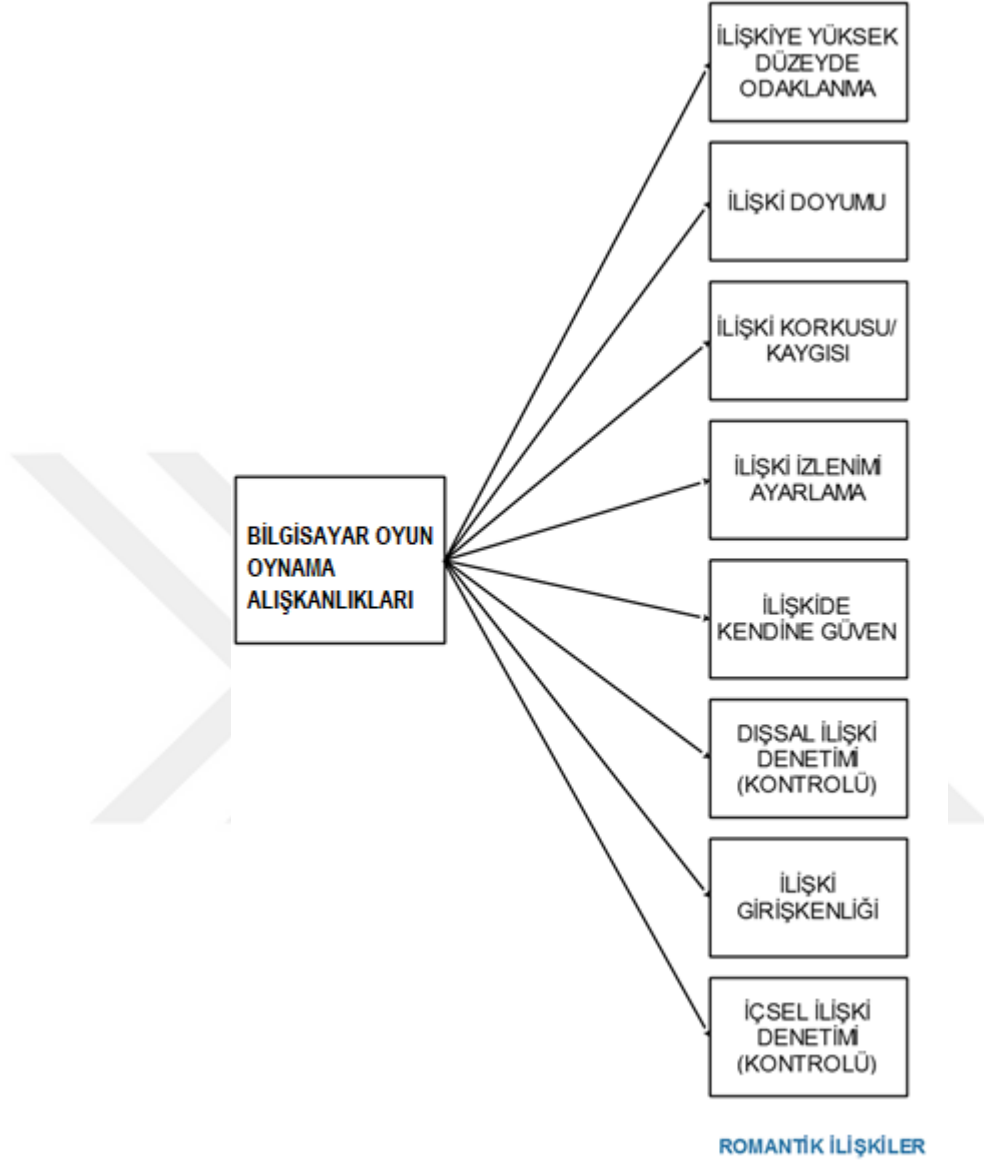 İLİŞKİYE YÜKSEK
DÜZEYDE
ODAKLANMA
İLİŞKİ DOYUMU
İLİŞKİ KORKUSU/
KAYGISI
İLİŞKİ İZLENİMİ
AYARLAMA
BİLGİSAYAR OYUN
OYNAMA
ALIŞKANLIKLARI
İLİŞKİDE
KENDİNE GÜVEN
DIŞSAL İLİŞKİ
DENETİMİ
(KONTROLÜ)
İLİŞKİ
GİRİŞKENLİĞİ
İÇSEL İLİŞKİ
DENETİMİ
(KONTROLÜ)
ROMANTİK İLİŞKİLER